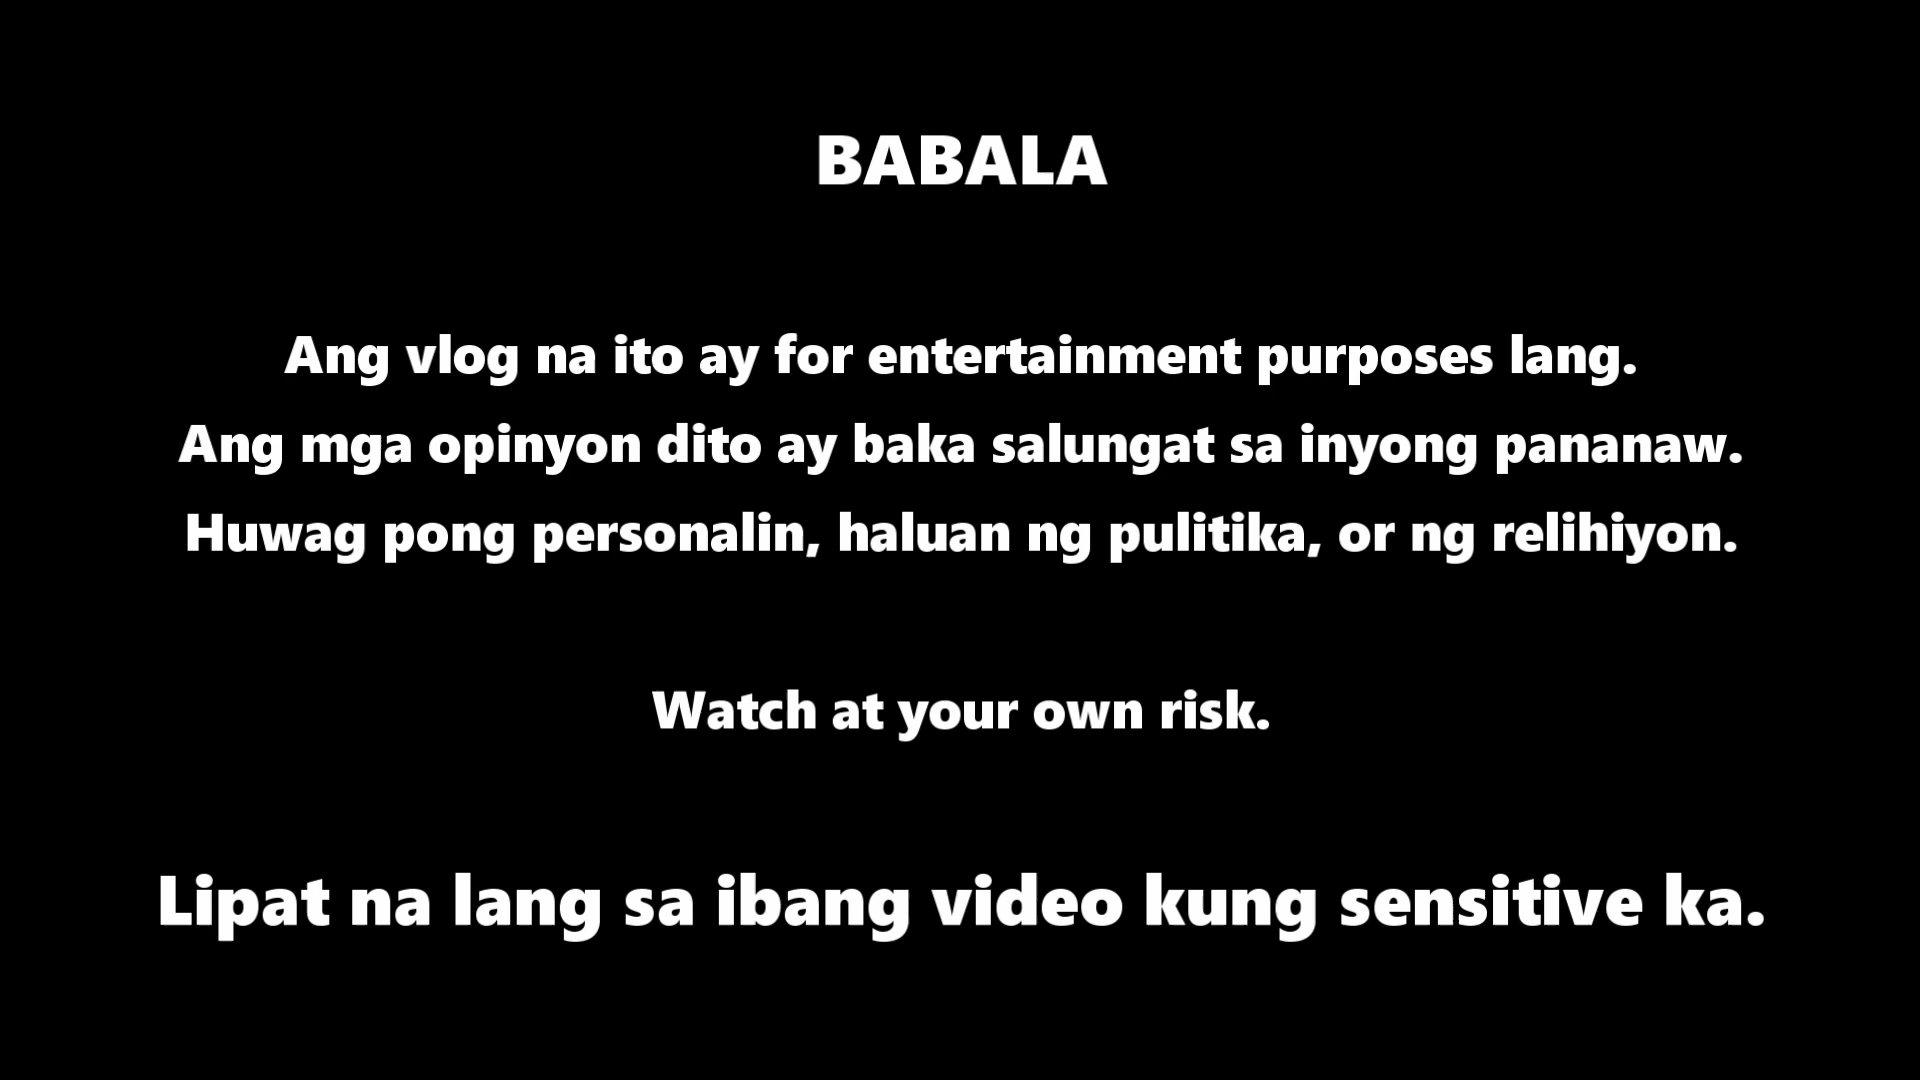 BABALA
Ang vlog na ito ay for entertainment purposes lang.
Ang mga opinyon dito ay baka salungat sa inyong pananaw.
Huwag pong personalin, haluan ng pulitika, or ng relihiyon.
Watch at your own risk.
Lipat na lang sa ibang video kung sensitive ka.